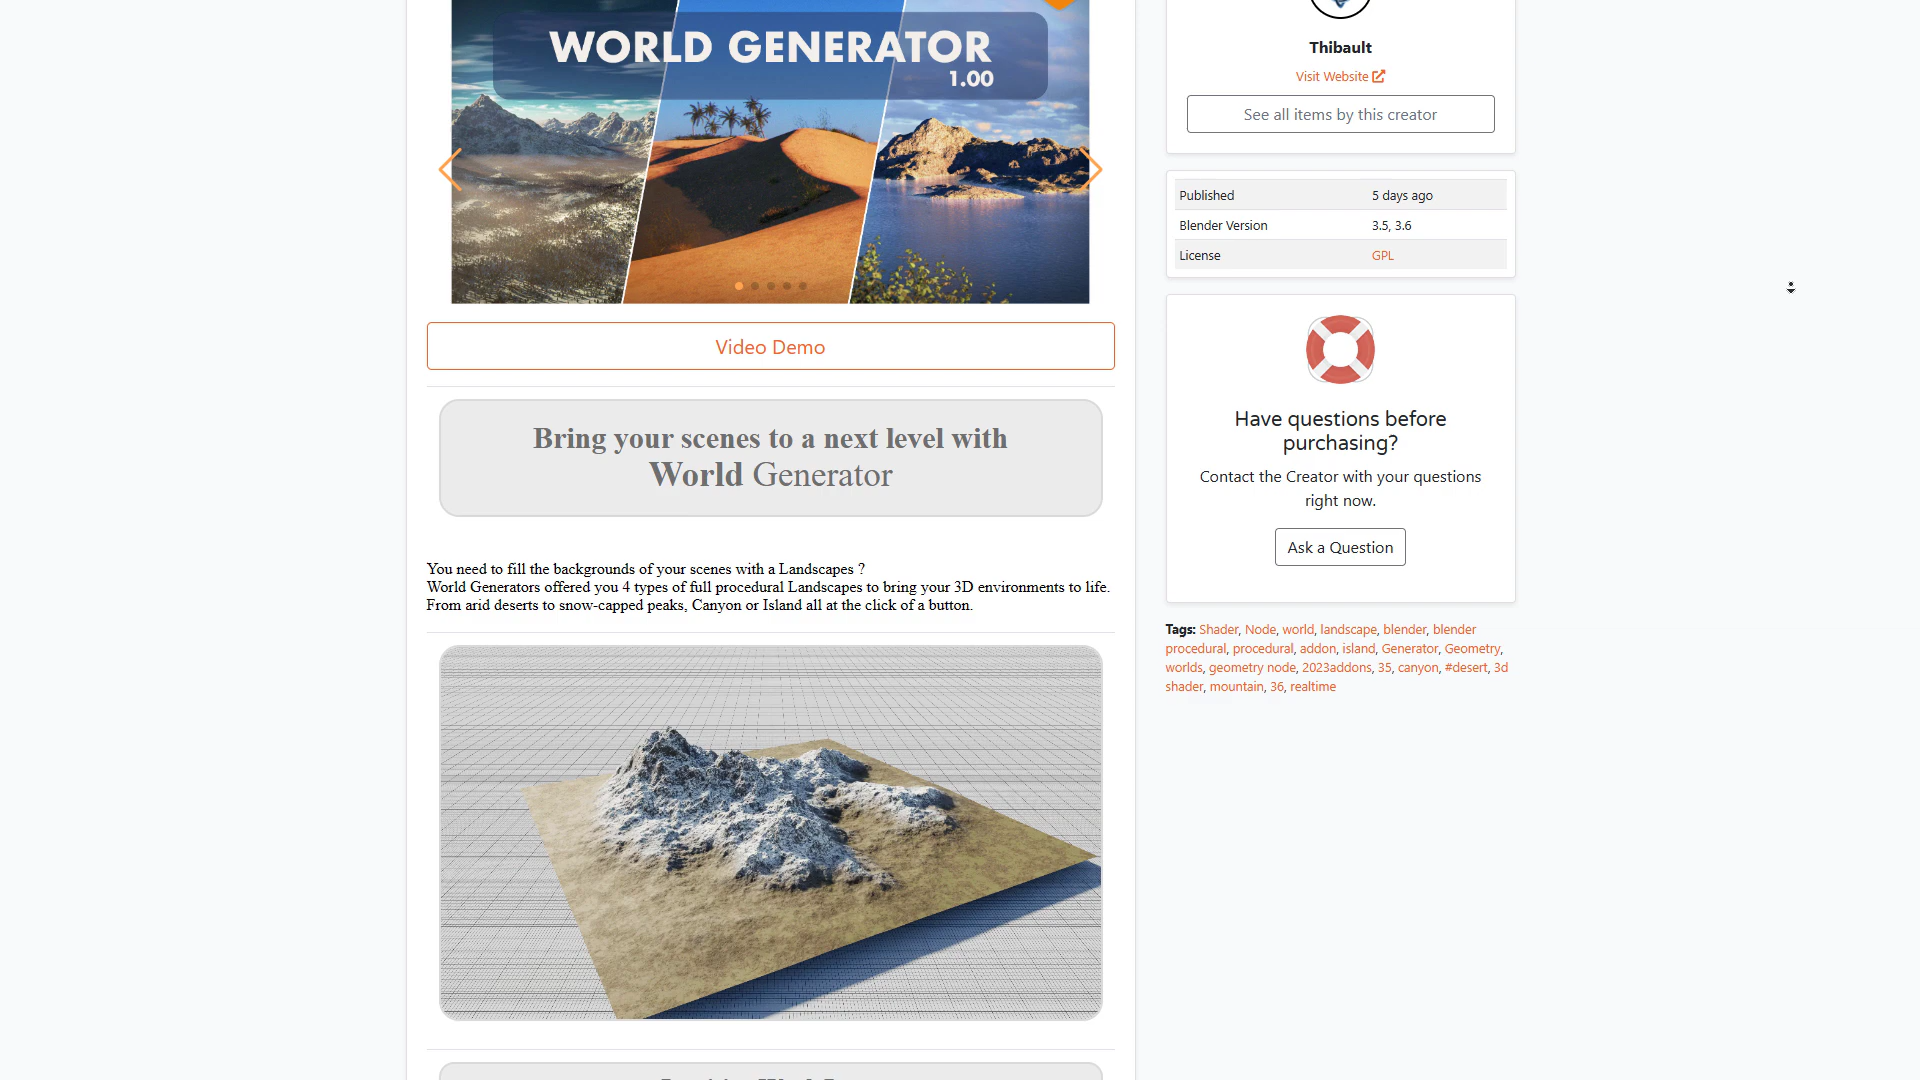 WORLD GENERATOR
1.00
Video Demo
Bring your scenes to a next level with
World Generator
You need to fill the backgrounds of your scenes with a Landscapes ?
World Generators offered you 4 types of full procedural Landscapes to bring your 3D environments to life.
From arid deserts to snow-capped peaks, Canyon or Island all at the click of a button.
Thibault
Visit Website
See all items by this creator
Published 5 days ago
Blender Version 3.5, 3.6
License GPL
Have questions before
purchasing?
Contact the Creator with your questions
right now.
Ask a Question
Tags: Shader, Node, world, landscape, blender, blender
procedural, procedural, addon, island, Generator, Geometry,
worlds, geometry node, 2023addons, 35, canyon, #desert, 3d
shader, mountain, 36, realtime